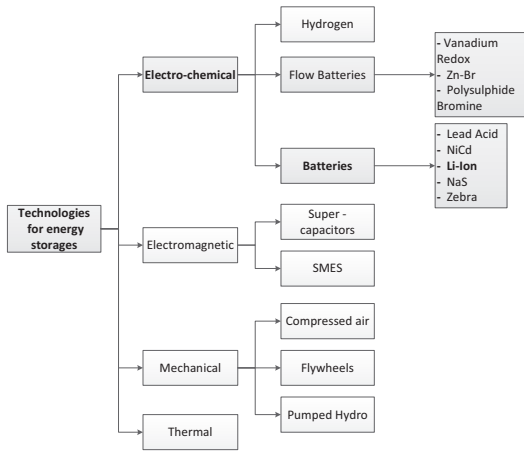 Hydrogen
Electro-chemical
Flow Batteries
- Vanadium
Redox
- Zn-Br
- Polysulphide
Bromine
Batteries
- Lead Acid
- NiCd
- Li-Ion
- NaS
- Zebra
Technologies
for energy
storages
Electromagnetic
Super -
capacitors
SMES
Mechanical
Compressed air
Flywheels
Pumped Hydro
Thermal